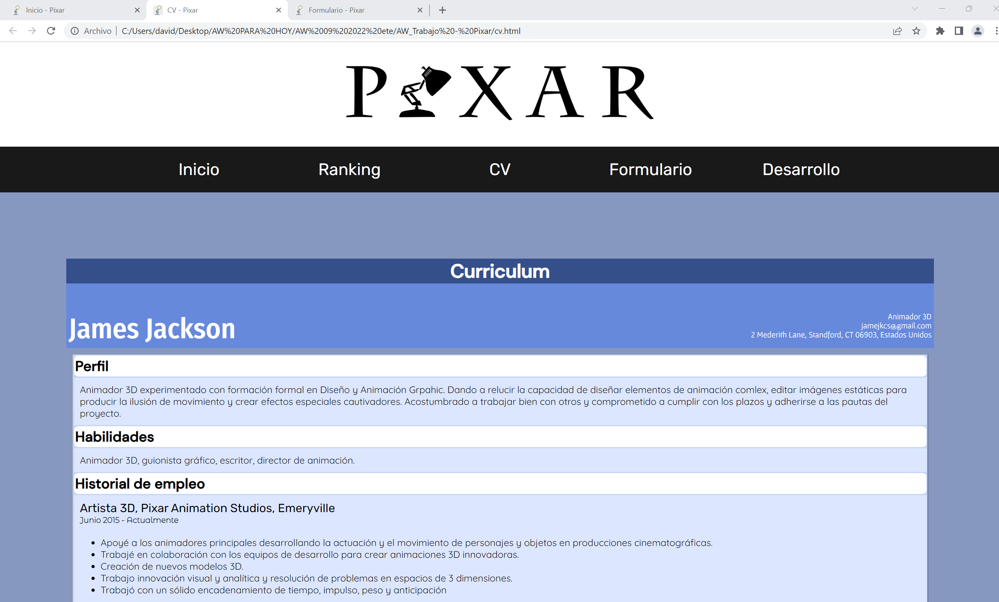 Inicio - Pixar
CV - Pixar
Formulario - Pixar
Archivo
C:/Users/david/Desktop/AW%20PARA%20HOY/AW%2009%202022%20ete/AW_Trabajo%20-%20Pixar/cv.html
PIXAR
Inicio
Ranking
CV
Formulario
Desarrollo
Curriculum
James Jackson
Animador 3D
jamejkcs@gmail.com
2 Mederith Lane, Standford, CT 06903, Estados Unidos
Perfil
Animador 3D experimentado con formación formal en Diseño y Animación Grpahic. Dando a relucir la capacidad de diseñar elementos de animación comlex, editar imágenes estáticas para
producir la ilusión de movimiento y crear efectos especiales cautivadores. Acostumbrado a trabajar bien con otros y comprometido a cumplir con los plazos y adherirse a las pautas del
proyecto.
Habilidades
Animador 3D, guionista gráfico, escritor, director de animación.
Historial de empleo
Artista 3D, Pixar Animation Studios, Emeryville
Junio 2015 - Actualmente
Apoyé a los animadores principales desarrollando la actuación y el movimiento de personajes y objetos en producciones cinematográficas.
Trabajé en colaboración con los equipos de desarrollo para crear animaciones 3D innovadoras.
Creación de nuevos modelos 3D.
Trabajo innovación visual y analítica y resolución de problemas en espacios de 3 dimensiones.
Trabajó con un sólido encadenamiento de tiempo, impulso, peso y anticipación